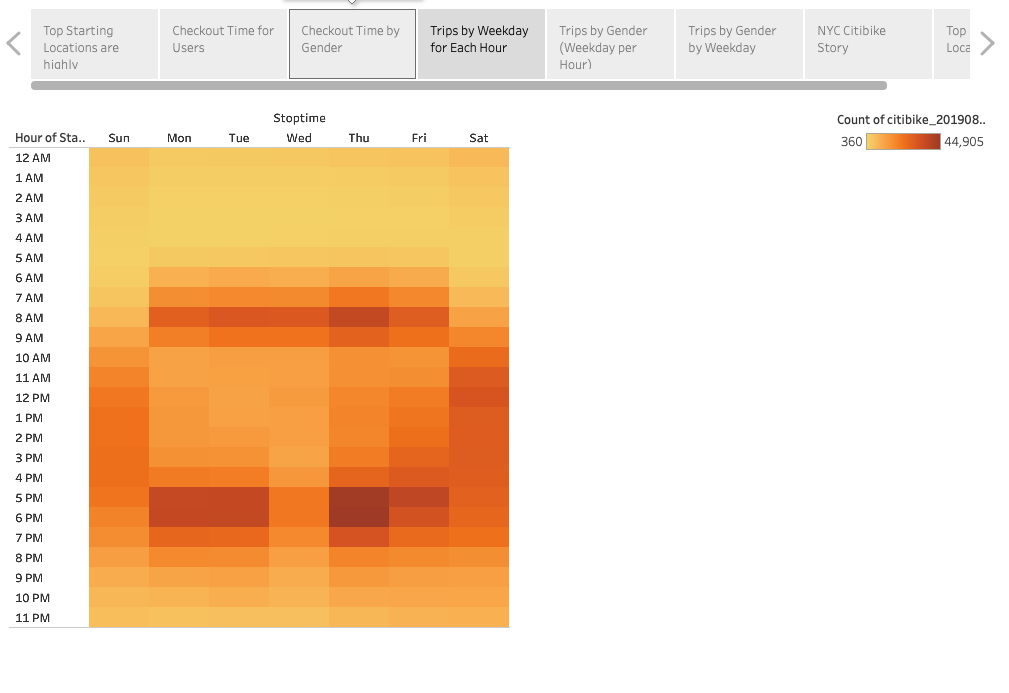 Top Starting
Locations are
highly
Checkout Time for
Users
Checkout Time by
Gender
Trips by Weekday
for Each Hour
Trips by Gender
(Weekday per
Hour)
Trips by Gender
by Weekday
NYC Citibike
Story
Top
Loca
Stoptime
Hour of Sta.. Sun Mon Tue Wed Thu Fri Sat
12 AM
1 AM
2 AM
3 AM
4 AM
5 AM
6 AM
7 AM
8 AM
9 AM
10 AM
11 AM
12 PM
1 PM
2 PM
3 PM
4 PM
5 PM
6 PM
7 PM
8 PM
9 PM
10 PM
11 PM
Count of citibike_201908..
360 44,905